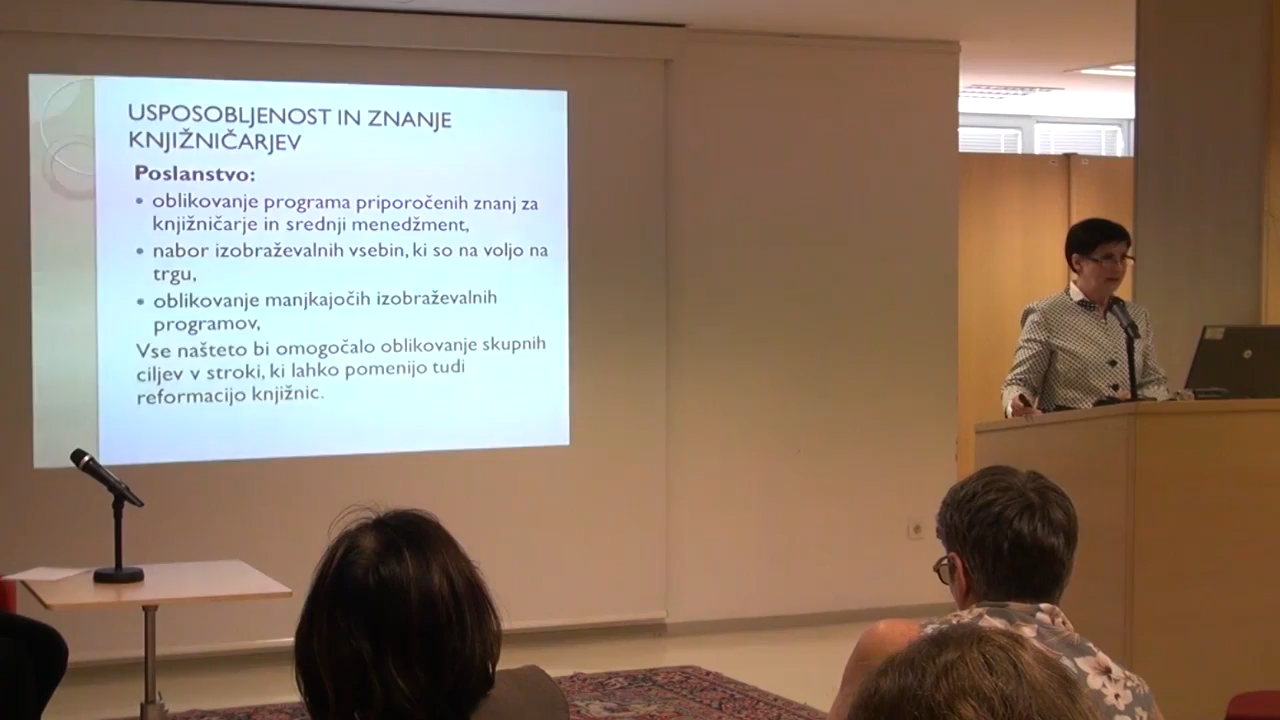 USPOSOBLJENOST IN ZNANJE
KNJIŽNIČARJEV
Poslanstvo:
• oblikovanje programa priporočenih znanj za
knjižničarje in srednji menedžment,
• nabor izobraževalnih vsebin, ki so na voljo na
trgu,
• oblikovanje manjkajočih izobraževalnih
programov,
Vse našteto bi omogočalo oblikovanje skupnih
ciljev v stroki, ki lahko pomenijo tudi
reformacijo knjižnic.